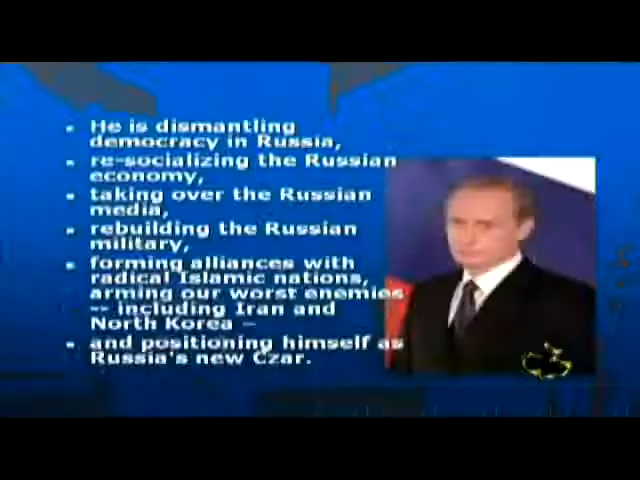 - He is dismantling
democracy in Russia,
- re-socializing the Russian
economy,
- taking over the Russian
media,
- rebuilding the Russian
military,
- forming alliances with
radical Islamic nations,
arming our worst enemies
-- including Iran and
North Korea –
- and positioning himself as
Russia's new Czar.